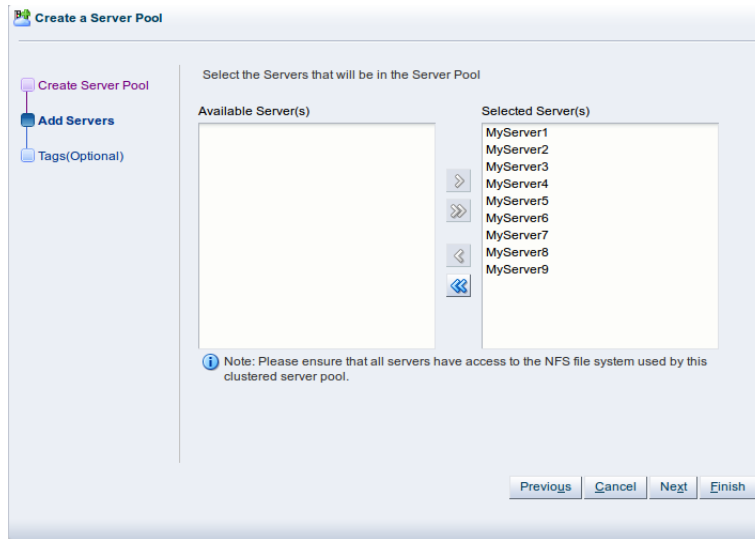 Create a Server Pool
Create Server Pool
Add Servers
Tags(Optional)
Select the Servers that will be in the Server Pool
Available Server(s)
Selected Server(s)
MyServer1
MyServer2
MyServer3
MyServer4
MyServer5
MyServer6
MyServer7
MyServer8
MyServer9
Note: Please ensure that all servers have access to the NFS file system used by this
clustered server pool.
Previous
Cancel
Next
Finish